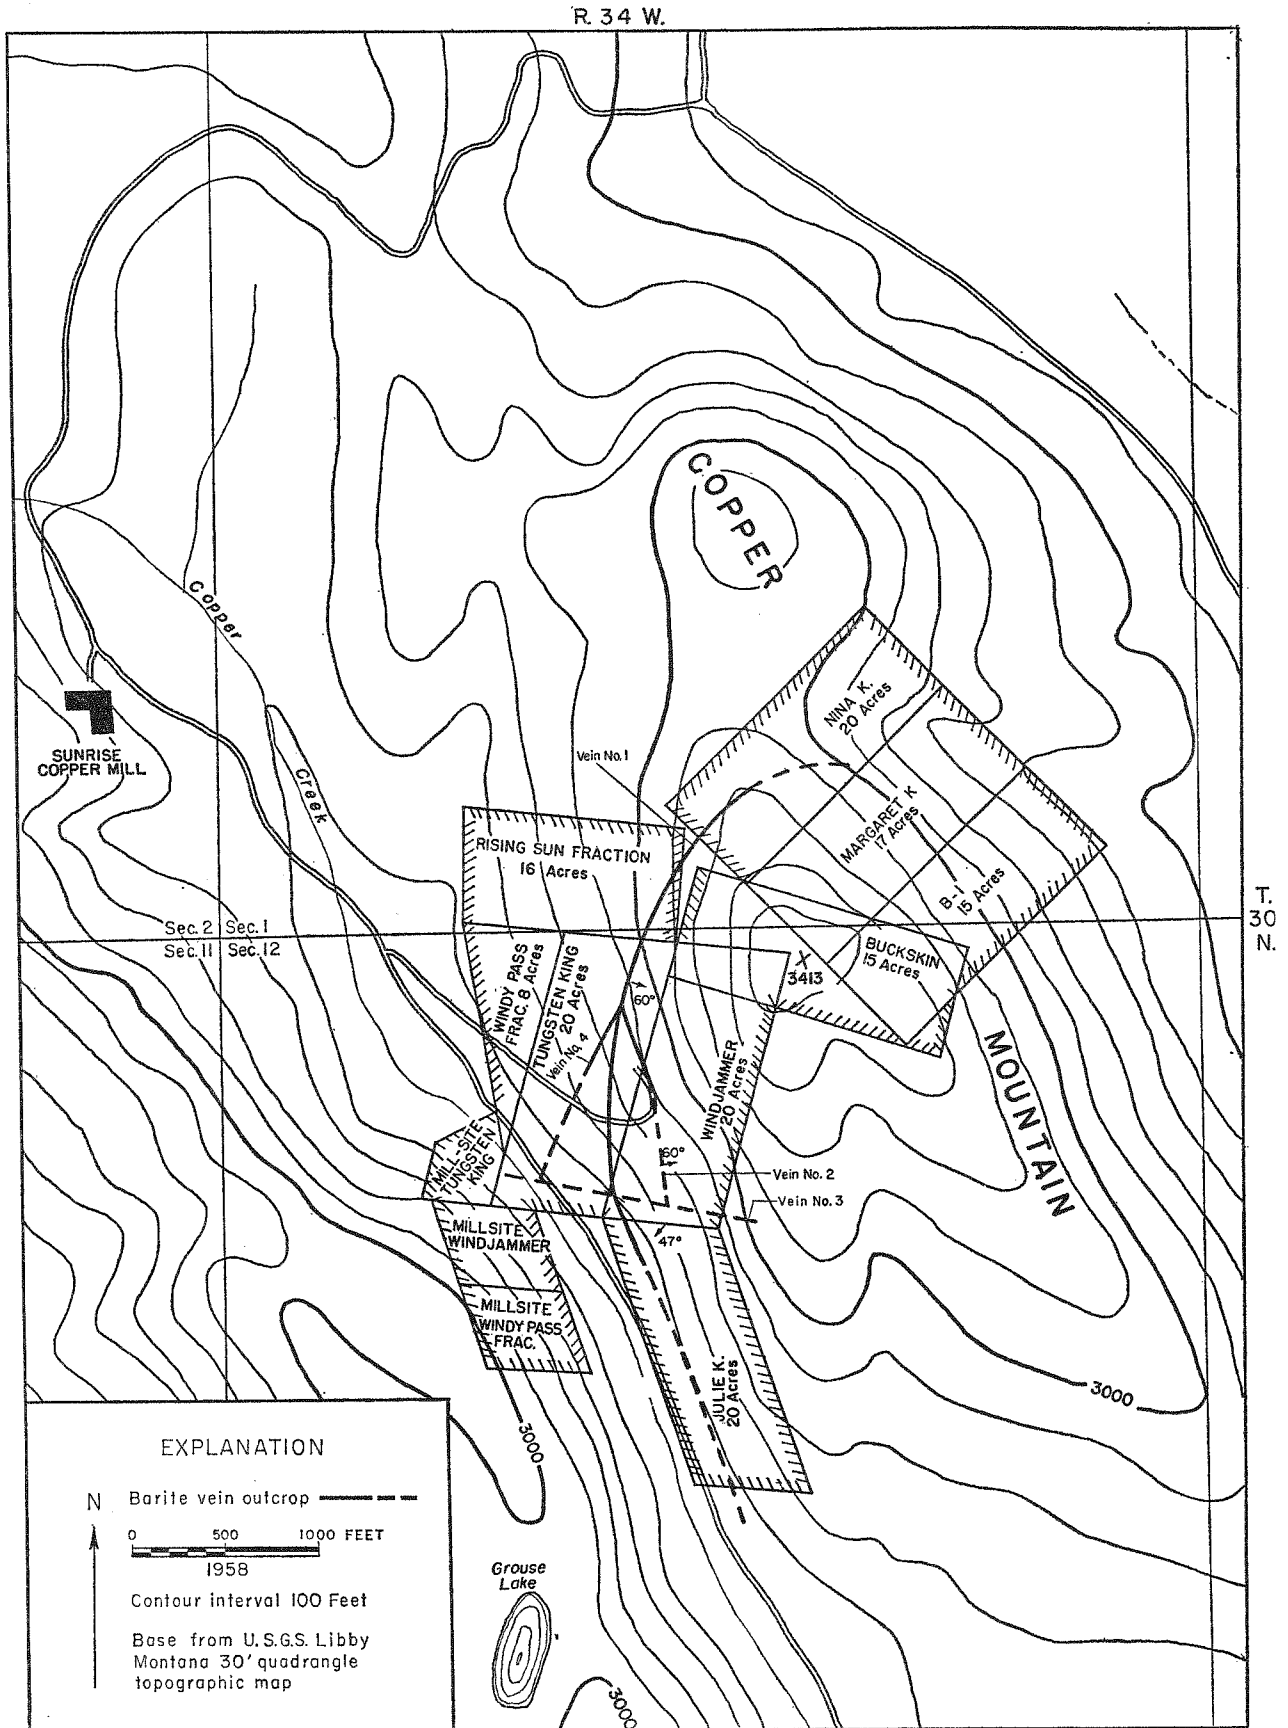 R. 34 W.
COPPER
MOUNTAIN
Copper
Creek
SUNRISE
COPPER MILL
Vein No. 1
NINA K.
20 Acres
MARGARET K
17 Acres
B-1
15 Acres
BUCKSKIN
15 Acres
3413
RISING SUN FRACTION
16 Acres
T.
30
N.
Sec. 2
Sec. 1
Sec. 11
Sec. 12
WINDY PASS
FRAC. 8 Acres
TUNGSTEN KING
20 Acres
Vein No. 4
60°
WINDJAMMER
20 Acres
60°
Vein No. 2
Vein No. 3
47°
MILL-SITE
TUNGSTEN
KING
MILLSITE
WINDJAMMER
MILLSITE
WINDY PASS
FRAC.
JULIE K.
20 Acres
3000
3000
3000
Grouse
Lake
EXPLANATION
N
Barite vein outcrop
0 500 1000 FEET
1958
Contour interval 100 Feet
Base from U.S.G.S. Libby
Montana 30' quadrangle
topographic map